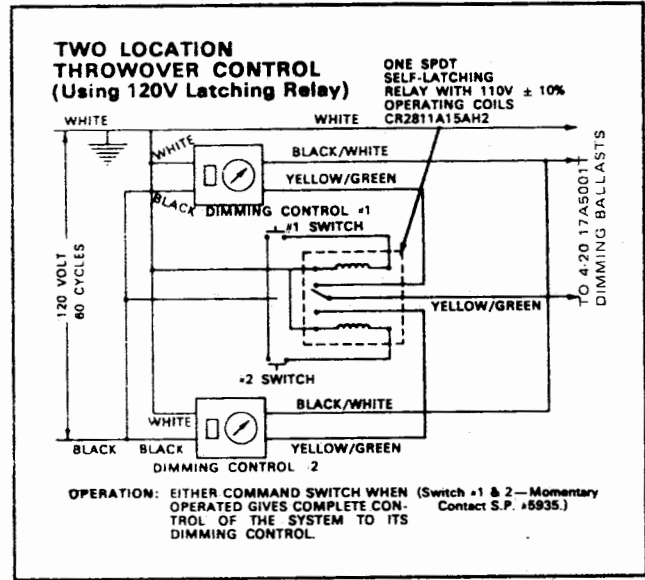 TWO LOCATION
THROWOVER CONTROL
(Using 120V Latching Relay)
ONE SPDT
SELF-LATCHING
RELAY WITH 110V ± 10%
OPERATING COILS
CR2811A15AH2
WHITE
WHITE
WHITE
BLACK/WHITE
YELLOW/GREEN
BLACK
DIMMING CONTROL #1
#1 SWITCH
120 VOLT
60 CYCLES
YELLOW/GREEN
TO 4-20 17A5001T
DIMMING BALLASTS
#2 SWITCH
BLACK/WHITE
WHITE
BLACK
BLACK
YELLOW/GREEN
DIMMING CONTROL 2
OPERATION: EITHER COMMAND SWITCH WHEN
OPERATED GIVES COMPLETE CON-
TROL OF THE SYSTEM TO ITS
DIMMING CONTROL.
(Switch #1 & 2—Momentary
Contact S.P. #5935.)